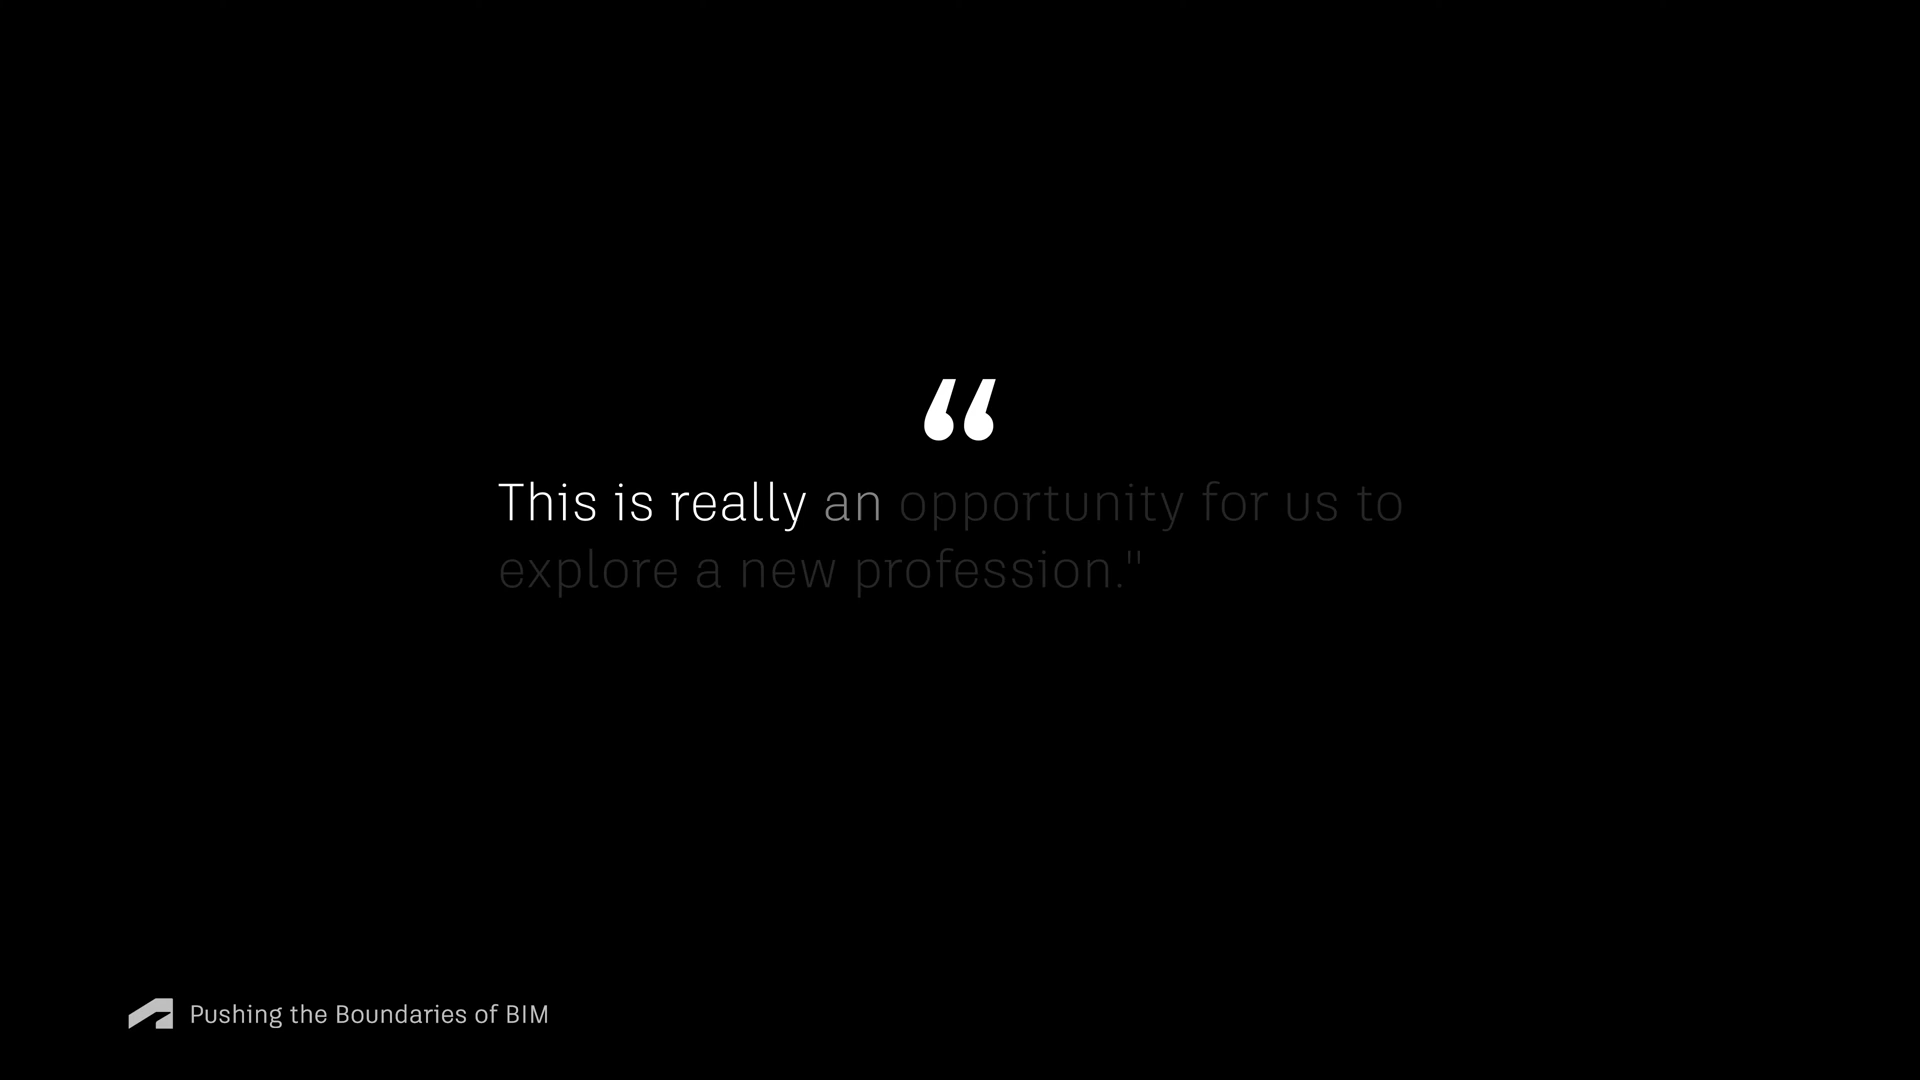 “
This is really an opportunity for us to
explore a new profession."
Pushing the Boundaries of BIM